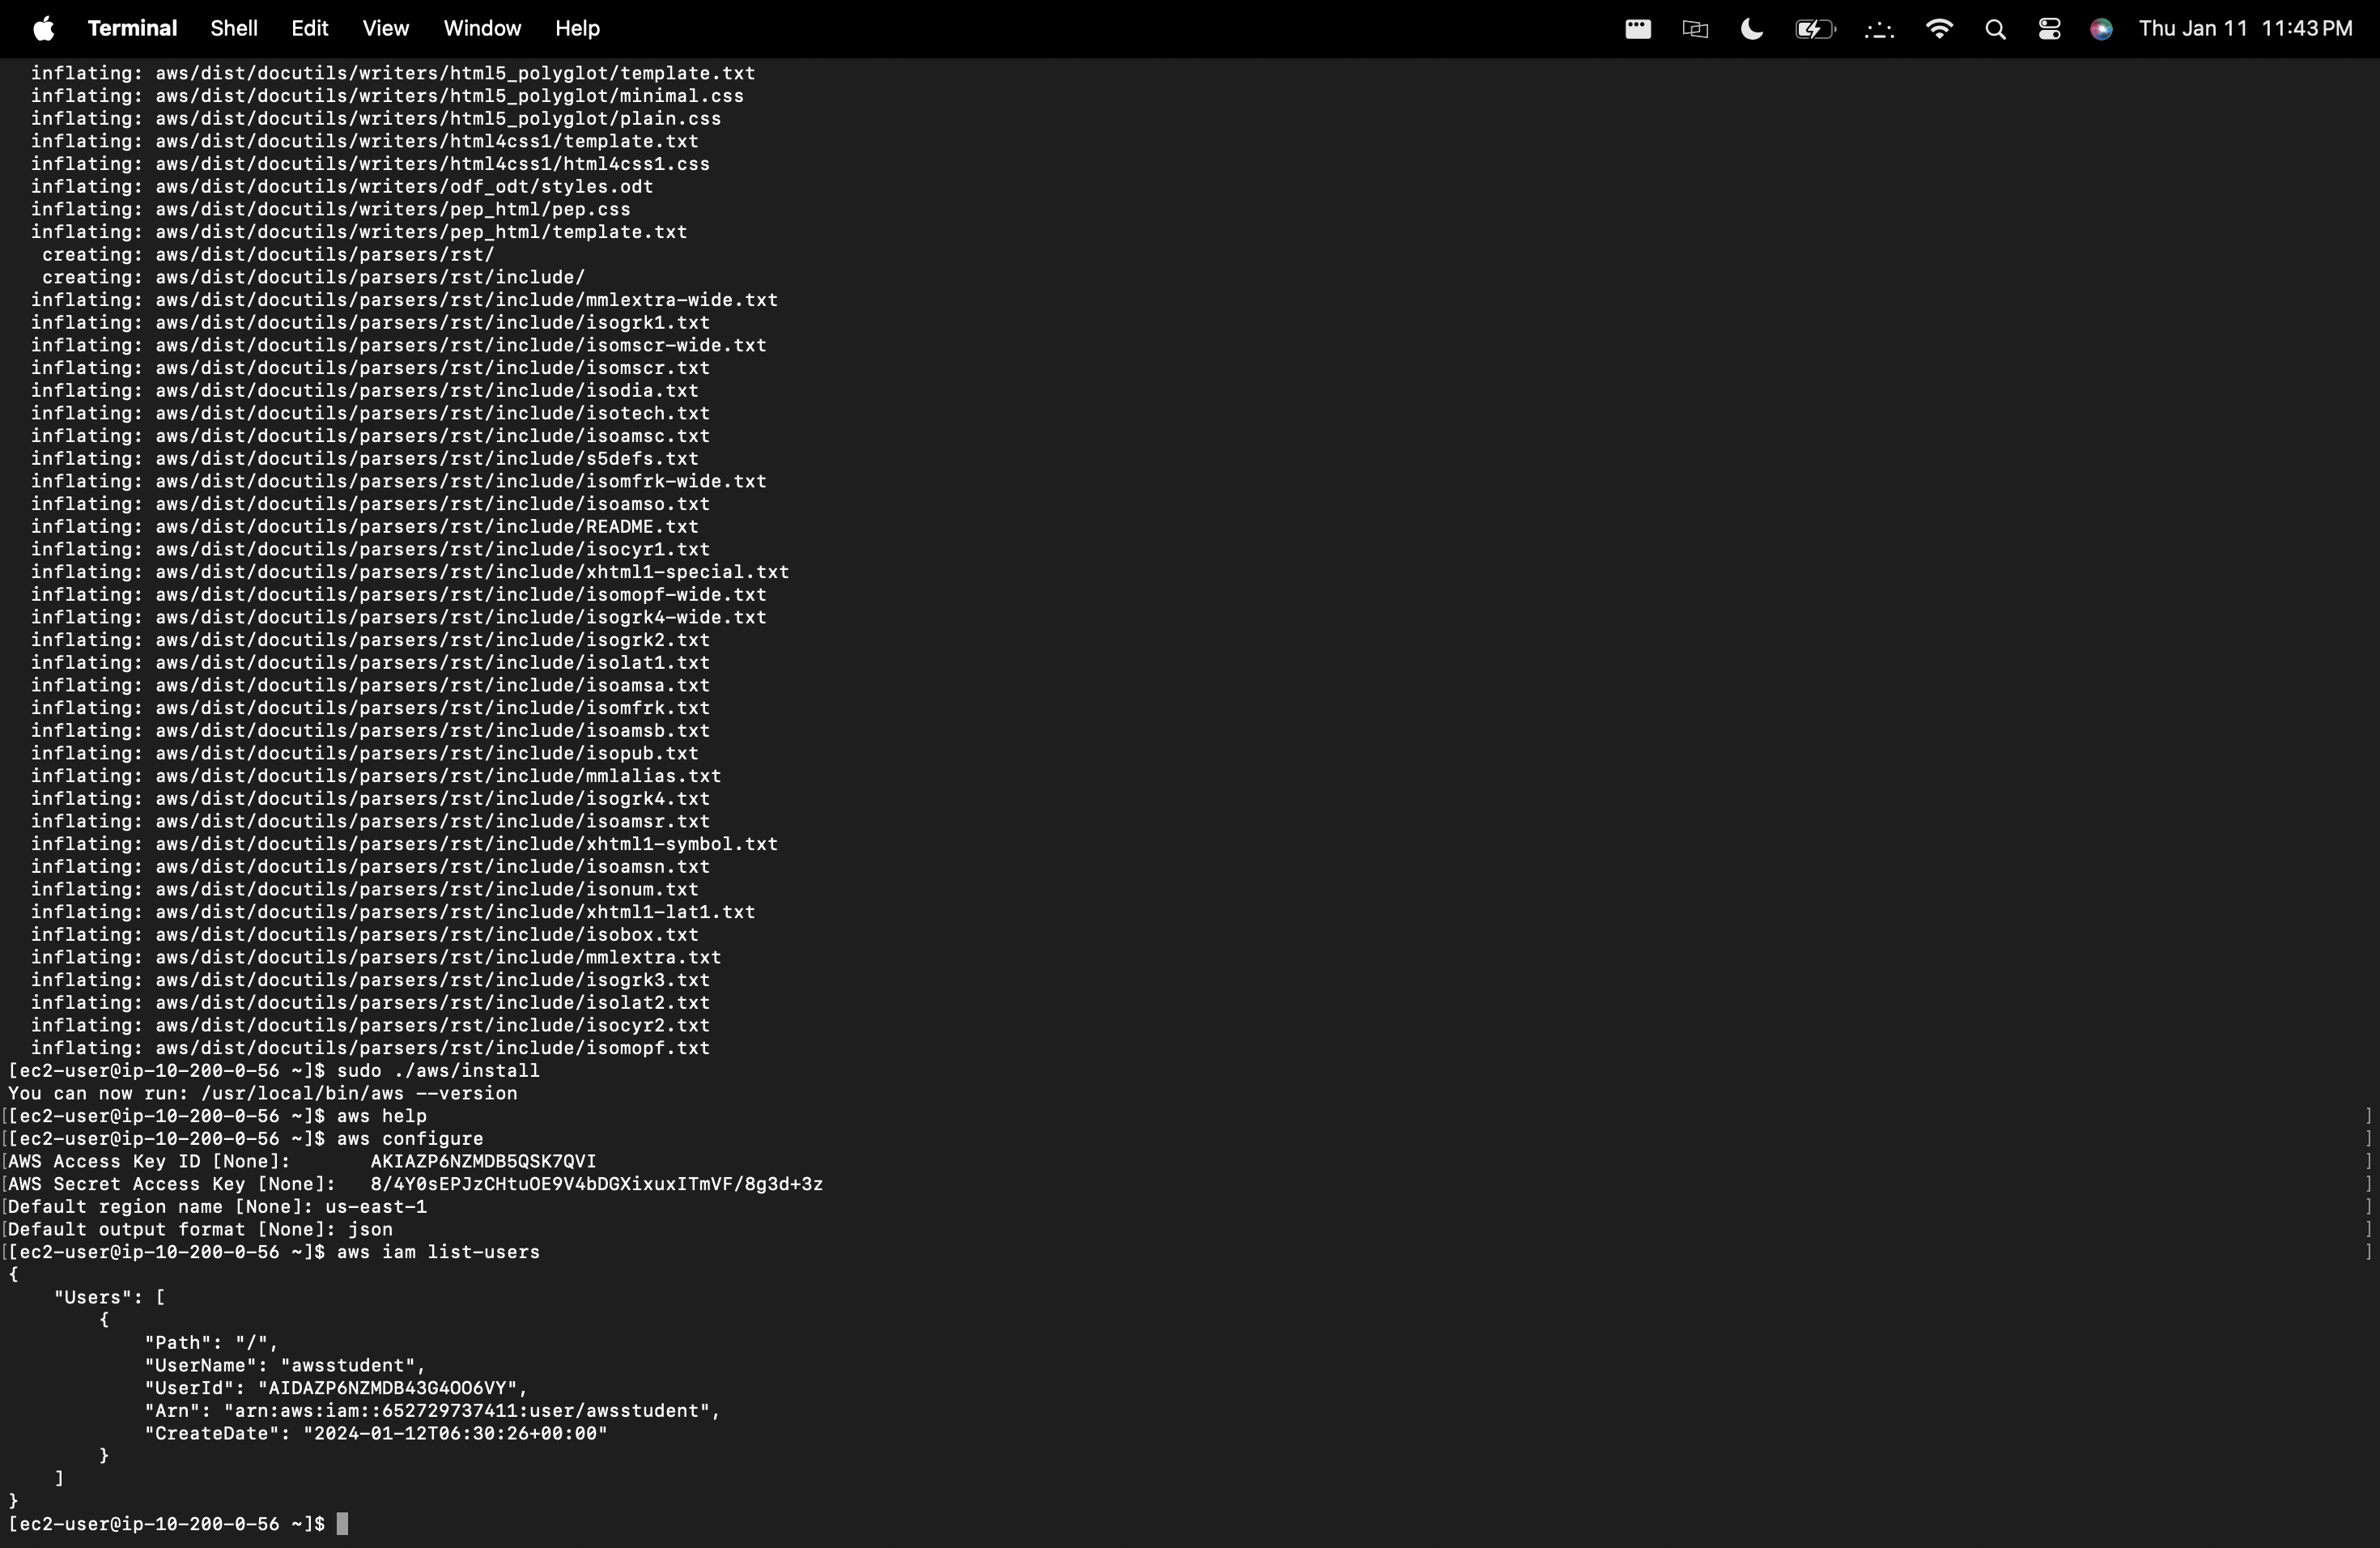 Terminal Shell Edit View Window Help Thu Jan 11 11:43 PM
inflating: aws/dist/docutils/writers/html5_polyglot/template.txt
inflating: aws/dist/docutils/writers/html5_polyglot/minimal.css
inflating: aws/dist/docutils/writers/html5_polyglot/plain.css
inflating: aws/dist/docutils/writers/html4css1/template.txt
inflating: aws/dist/docutils/writers/html4css1/html4css1.css
inflating: aws/dist/docutils/writers/odf_odt/styles.odt
inflating: aws/dist/docutils/writers/pep_html/pep.css
inflating: aws/dist/docutils/writers/pep_html/template.txt
creating: aws/dist/docutils/parsers/rst/
creating: aws/dist/docutils/parsers/rst/include/
inflating: aws/dist/docutils/parsers/rst/include/mmlextra-wide.txt
inflating: aws/dist/docutils/parsers/rst/include/isogrk1.txt
inflating: aws/dist/docutils/parsers/rst/include/isomscr-wide.txt
inflating: aws/dist/docutils/parsers/rst/include/isomscr.txt
inflating: aws/dist/docutils/parsers/rst/include/isodia.txt
inflating: aws/dist/docutils/parsers/rst/include/isotech.txt
inflating: aws/dist/docutils/parsers/rst/include/isoamsc.txt
inflating: aws/dist/docutils/parsers/rst/include/s5defs.txt
inflating: aws/dist/docutils/parsers/rst/include/isomfrk-wide.txt
inflating: aws/dist/docutils/parsers/rst/include/isoamso.txt
inflating: aws/dist/docutils/parsers/rst/include/README.txt
inflating: aws/dist/docutils/parsers/rst/include/isocyr1.txt
inflating: aws/dist/docutils/parsers/rst/include/xhtml1-special.txt
inflating: aws/dist/docutils/parsers/rst/include/isomopf-wide.txt
inflating: aws/dist/docutils/parsers/rst/include/isogrk4-wide.txt
inflating: aws/dist/docutils/parsers/rst/include/isogrk2.txt
inflating: aws/dist/docutils/parsers/rst/include/isolat1.txt
inflating: aws/dist/docutils/parsers/rst/include/isoamsa.txt
inflating: aws/dist/docutils/parsers/rst/include/isomfrk.txt
inflating: aws/dist/docutils/parsers/rst/include/isoamsb.txt
inflating: aws/dist/docutils/parsers/rst/include/isopub.txt
inflating: aws/dist/docutils/parsers/rst/include/mmlalias.txt
inflating: aws/dist/docutils/parsers/rst/include/isogrk4.txt
inflating: aws/dist/docutils/parsers/rst/include/isoamsr.txt
inflating: aws/dist/docutils/parsers/rst/include/xhtml1-symbol.txt
inflating: aws/dist/docutils/parsers/rst/include/isoamsn.txt
inflating: aws/dist/docutils/parsers/rst/include/isonum.txt
inflating: aws/dist/docutils/parsers/rst/include/xhtml1-lat1.txt
inflating: aws/dist/docutils/parsers/rst/include/isobox.txt
inflating: aws/dist/docutils/parsers/rst/include/mmlextra.txt
inflating: aws/dist/docutils/parsers/rst/include/isogrk3.txt
inflating: aws/dist/docutils/parsers/rst/include/isolat2.txt
inflating: aws/dist/docutils/parsers/rst/include/isocyr2.txt
inflating: aws/dist/docutils/parsers/rst/include/isomopf.txt
[ec2-user@ip-10-200-0-56 ~]$ sudo ./aws/install
You can now run: /usr/local/bin/aws --version
[[ec2-user@ip-10-200-0-56 ~]$ aws help ]
[[ec2-user@ip-10-200-0-56 ~]$ aws configure ]
[AWS Access Key ID [None]: AKIAZP6NZMDB5QSK7QVI ]
[AWS Secret Access Key [None]: 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 ]
[Default region name [None]: us-east-1 ]
[Default output format [None]: json ]
[[ec2-user@ip-10-200-0-56 ~]$ aws iam list-users ]
{
"Users": [
{
"Path": "/",
"UserName": "awsstudent",
"UserId": "AIDAZP6NZMDB43G4OO6VY",
"Arn": "arn:aws:iam::652729737411:user/awsstudent",
"CreateDate": "2024-01-12T06:30:26+00:00"
}
]
}
[ec2-user@ip-10-200-0-56 ~]$